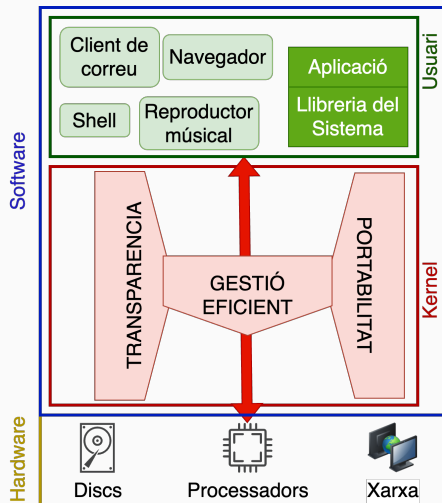 Client de
correu
Navegador
Shell
Reproductor
músical
Aplicació
Llibreria del
Sistema
Usuari
Software
TRANSPARENCIA
GESTIÓ
EFICIENT
PORTABILITAT
Kernel
Hardware
Discs
Processadors
Xarxa